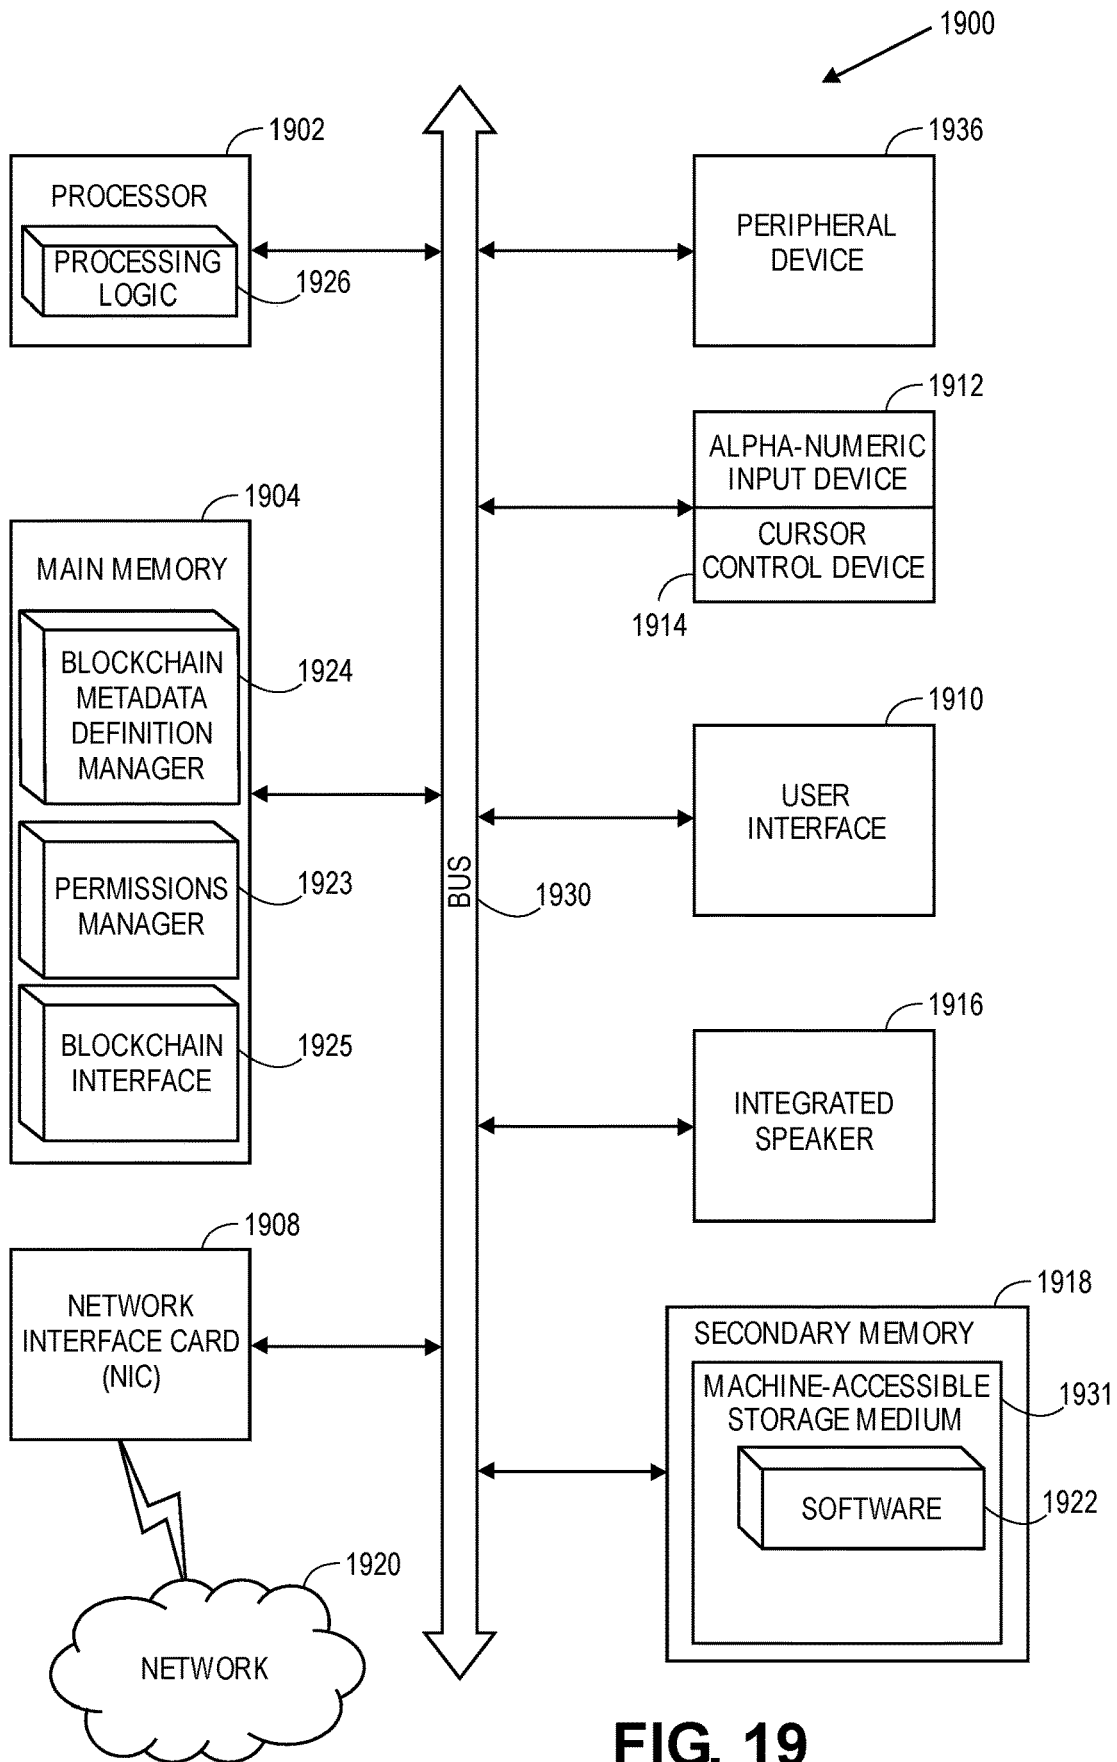 1900
1902
PROCESSOR
PROCESSING
LOGIC
1926
1936
PERIPHERAL
DEVICE
1912
ALPHA-NUMERIC
INPUT DEVICE
CURSOR
CONTROL DEVICE
1914
1904
MAIN MEMORY
BLOCKCHAIN
METADATA
DEFINITION
MANAGER
1924
PERMISSIONS
MANAGER
1923
BLOCKCHAIN
INTERFACE
1925
BUS
1930
1910
USER
INTERFACE
1916
INTEGRATED
SPEAKER
1908
NETWORK
INTERFACE CARD
(NIC)
1918
SECONDARY MEMORY
MACHINE-ACCESSIBLE
STORAGE MEDIUM
1931
SOFTWARE
1922
1920
NETWORK
FIG. 19